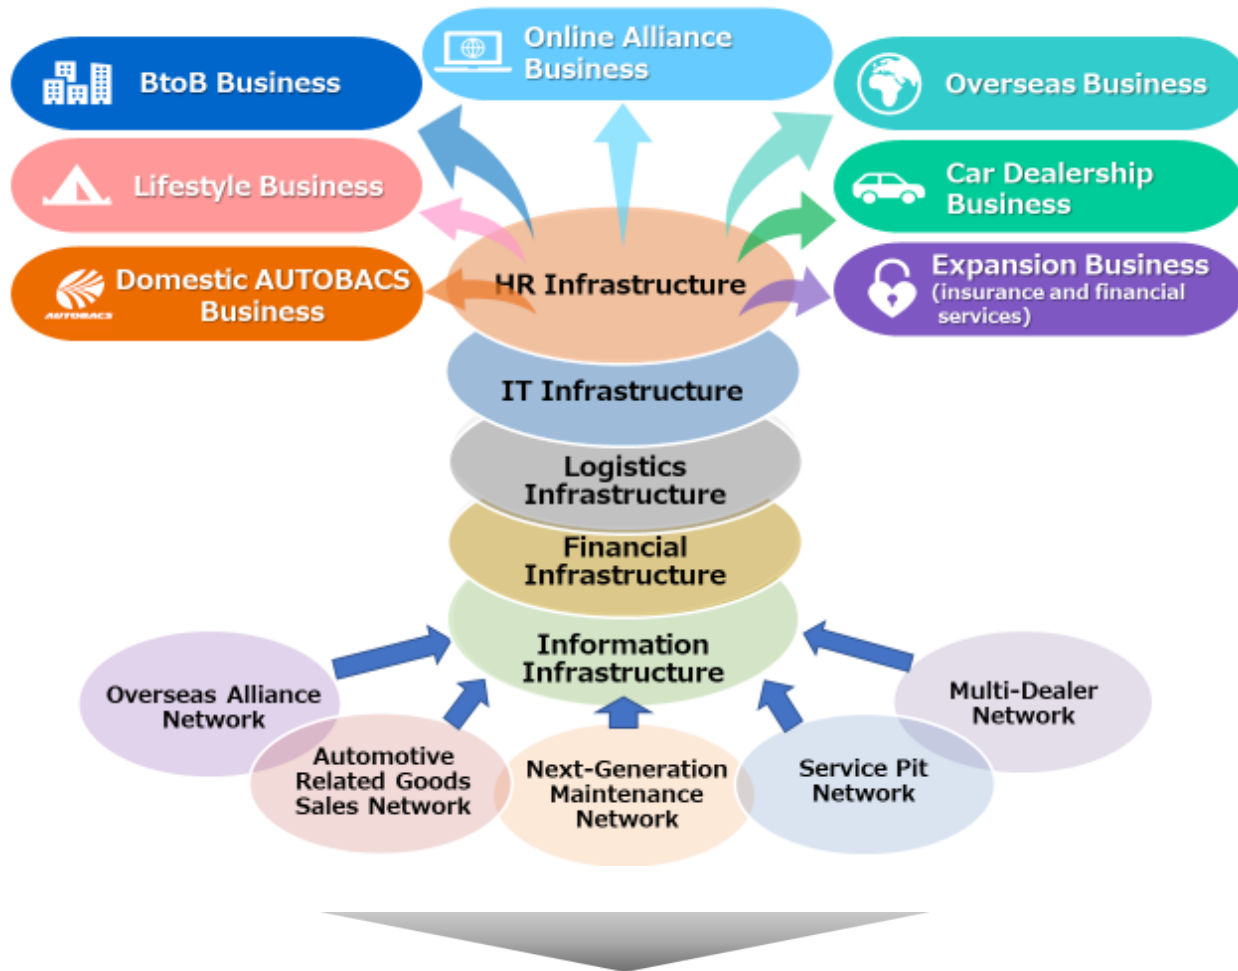 Online Alliance
Business
BtoB Business
Overseas Business
Lifestyle Business
Car Dealership
Business
AUTOBACS
Domestic AUTOBACS
Business
Expansion Business
(insurance and financial
services)
HR Infrastructure
IT Infrastructure
Logistics
Infrastructure
Financial
Infrastructure
Information
Infrastructure
Overseas Alliance
Network
Automotive
Related Goods
Sales Network
Next-Generation
Maintenance
Network
Service Pit
Network
Multi-Dealer
Network